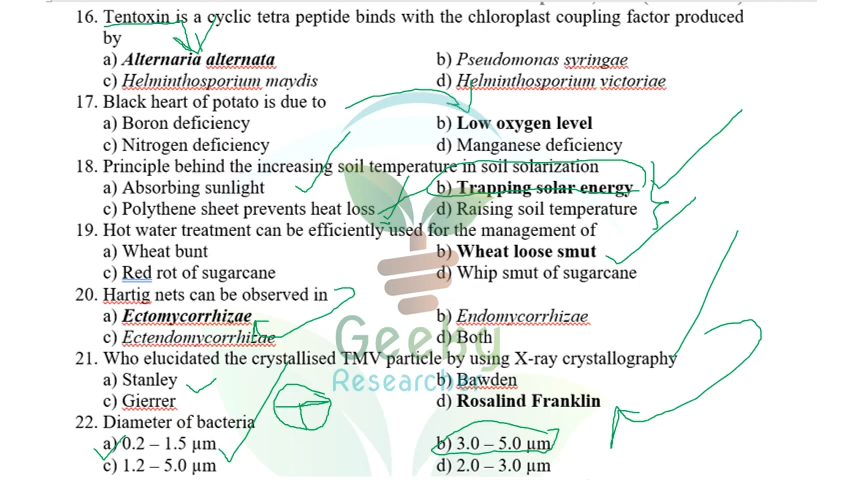 16. Tentoxin is a cyclic tetra peptide binds with the chloroplast coupling factor produced
by
a) Alternaria alternata b) Pseudomonas syringae
c) Helminthosporium maydis d) Helminthosporium victoriae
17. Black heart of potato is due to
a) Boron deficiency b) Low oxygen level
c) Nitrogen deficiency d) Manganese deficiency
18. Principle behind the increasing soil temperature in soil solarization
a) Absorbing sunlight b) Trapping solar energy
c) Polythene sheet prevents heat loss d) Raising soil temperature
19. Hot water treatment can be efficiently used for the management of
a) Wheat bunt b) Wheat loose smut
c) Red rot of sugarcane d) Whip smut of sugarcane
20. Hartig nets can be observed in
a) Ectomycorrhizae b) Endomycorrhizae
c) Ectendomycorrhizae d) Both
Geeby
21. Who elucidated the crystallised TMV particle by using X-ray crystallography
a) Stanley b) Bawden
Researcher
c) Gierrer d) Rosalind Franklin
22. Diameter of bacteria
a) 0.2 – 1.5 µm b) 3.0 – 5.0 µm
c) 1.2 – 5.0 µm d) 2.0 – 3.0 µm